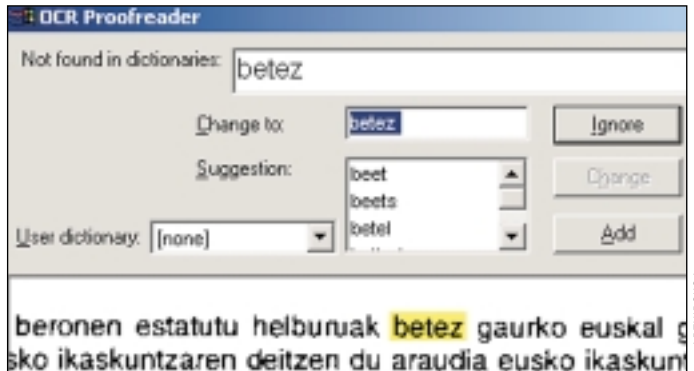 OCR Proofreader
Not found in dictionaries: betez
Change to: betez Ignore
Suggestion: beet Change
beets
User dictionary: [none] betel Add
beronen estatutu helburuak betez gaurko euskal g
sko ikaskuntzaren deitzen du araudia eusko ikaskunt